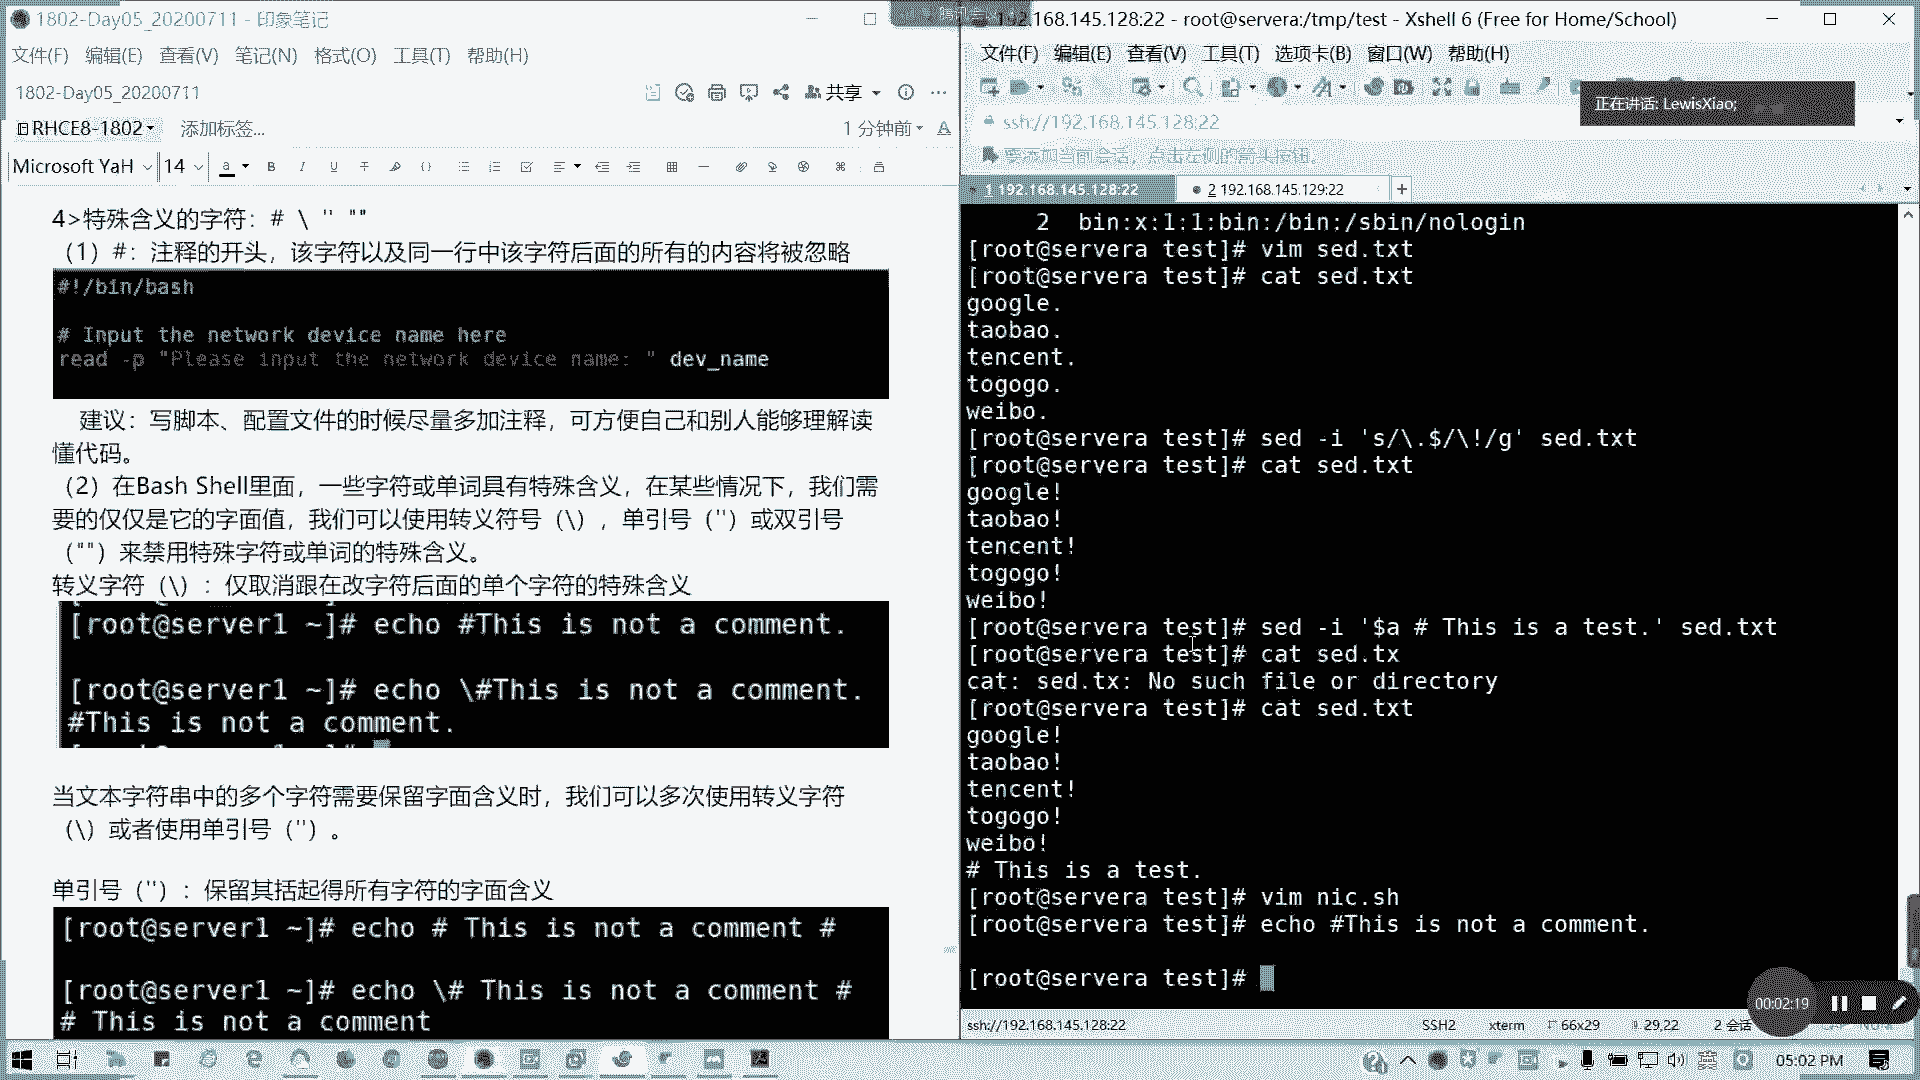 1802-Day05_20200711 - 印象笔记
文件(F) 编辑(E) 查看(V) 笔记(N) 格式(O) 工具(T) 帮助(H)
1802-Day05_20200711
共享
RHCE8-1802
添加标签...
1 分钟前
Microsoft YaH 14
4>特殊含义的字符：# \ '' ""
（1）#：注释的开头，该字符以及同一行中该字符后面的所有的内容将被忽略
#!/bin/bash
# Input the network device name here
read -p "Please input the network device name: " dev_name
建议：写脚本、配置文件的时候尽量多加注释，可方便自己和别人能够理解读
懂代码。
（2）在Bash Shell里面，一些字符或单词具有特殊含义，在某些情况下，我们需
要的仅仅是它的字面值，我们可以使用转义符号（\），单引号（''）或双引号
（""）来禁用特殊字符或单词的特殊含义。
转义字符（\）：仅取消跟在改字符后面的单个字符的特殊含义
[root@server1 ~]# echo #This is not a comment.
[root@server1 ~]# echo \#This is not a comment.
#This is not a comment.
当文本字符串中的多个字符需要保留字面含义时，我们可以多次使用转义字符
（\）或者使用单引号（''）。
单引号（''）：保留其括起得所有字符的字面含义
[root@server1 ~]# echo # This is not a comment #
[root@server1 ~]# echo \# This is not a comment #
# This is not a comment
192.168.145.128:22 - root@servera:/tmp/test - Xshell 6 (Free for Home/School)
文件(F) 编辑(E) 查看(V) 工具(T) 选项卡(B) 窗口(W) 帮助(H)
正在讲话: LewisXiao;
ssh://192.168.145.128:22
要添加当前会话，点击左侧的箭头按钮。
1 192.168.145.128:22
2 192.168.145.129:22
2 bin:x:1:1:bin:/bin:/sbin/nologin
[root@servera test]# vim sed.txt
[root@servera test]# cat sed.txt
google.
taobao.
tencent.
togogo.
weibo.
[root@servera test]# sed -i 's/\.$/\!/g' sed.txt
[root@servera test]# cat sed.txt
google!
taobao!
tencent!
togogo!
weibo!
[root@servera test]# sed -i '$a # This is a test.' sed.txt
[root@servera test]# cat sed.tx
cat: sed.tx: No such file or directory
[root@servera test]# cat sed.txt
google!
taobao!
tencent!
togogo!
weibo!
# This is a test.
[root@servera test]# vim nic.sh
[root@servera test]# echo #This is not a comment.
[root@servera test]#
00:02:19
ssh://192.168.145.128:22 SSH2 xterm 66x29 29,22 2 会话
英
05:02 PM